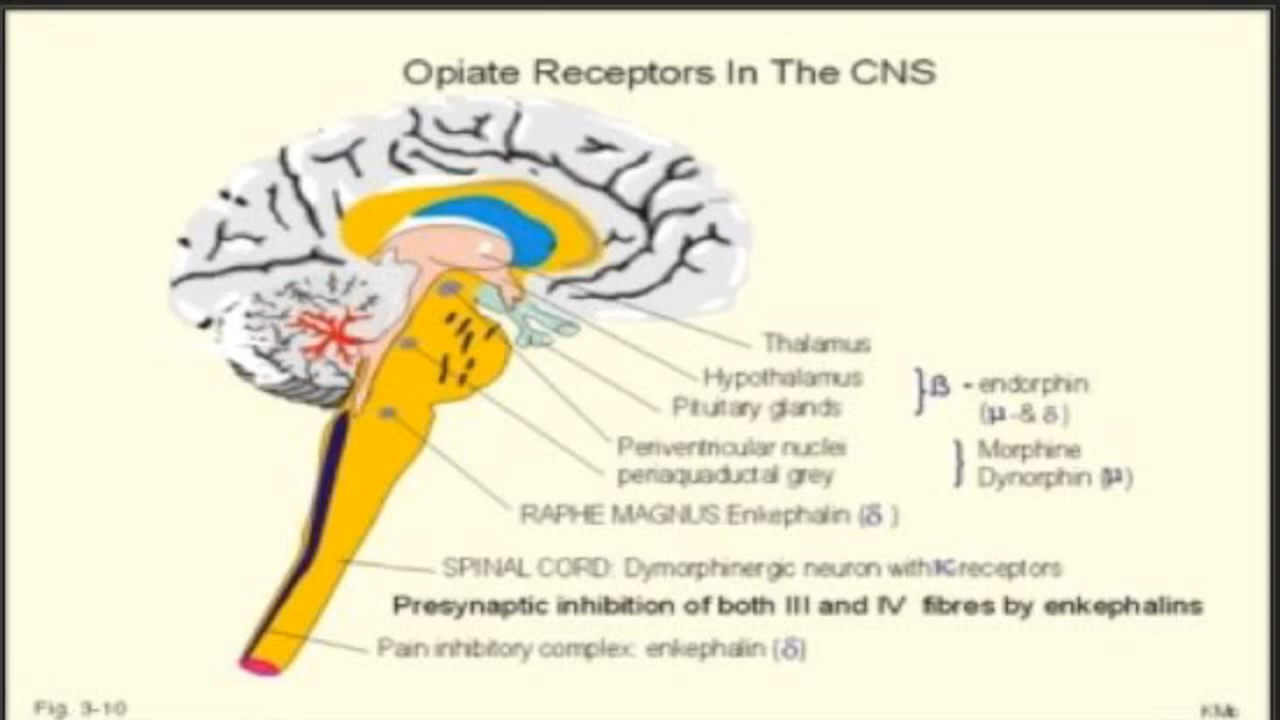 Opiate Receptors In The CNS
Thalamus
Hypothalamus
Pituitary glands
} ß - endorphin
(µ -& δ)
Periventricular nuclei
periaquaductal grey
} Morphine
Dynorphin (µ)
RAPHE MAGNUS:Enkephalin (δ )
SPINAL CORD: Dymorphinergic neuron with K receptors
Presynaptic inhibition of both III and IV fibres by enkephalins
Pain inhibitory complex: enkephalin (δ)
Fig. 3-10